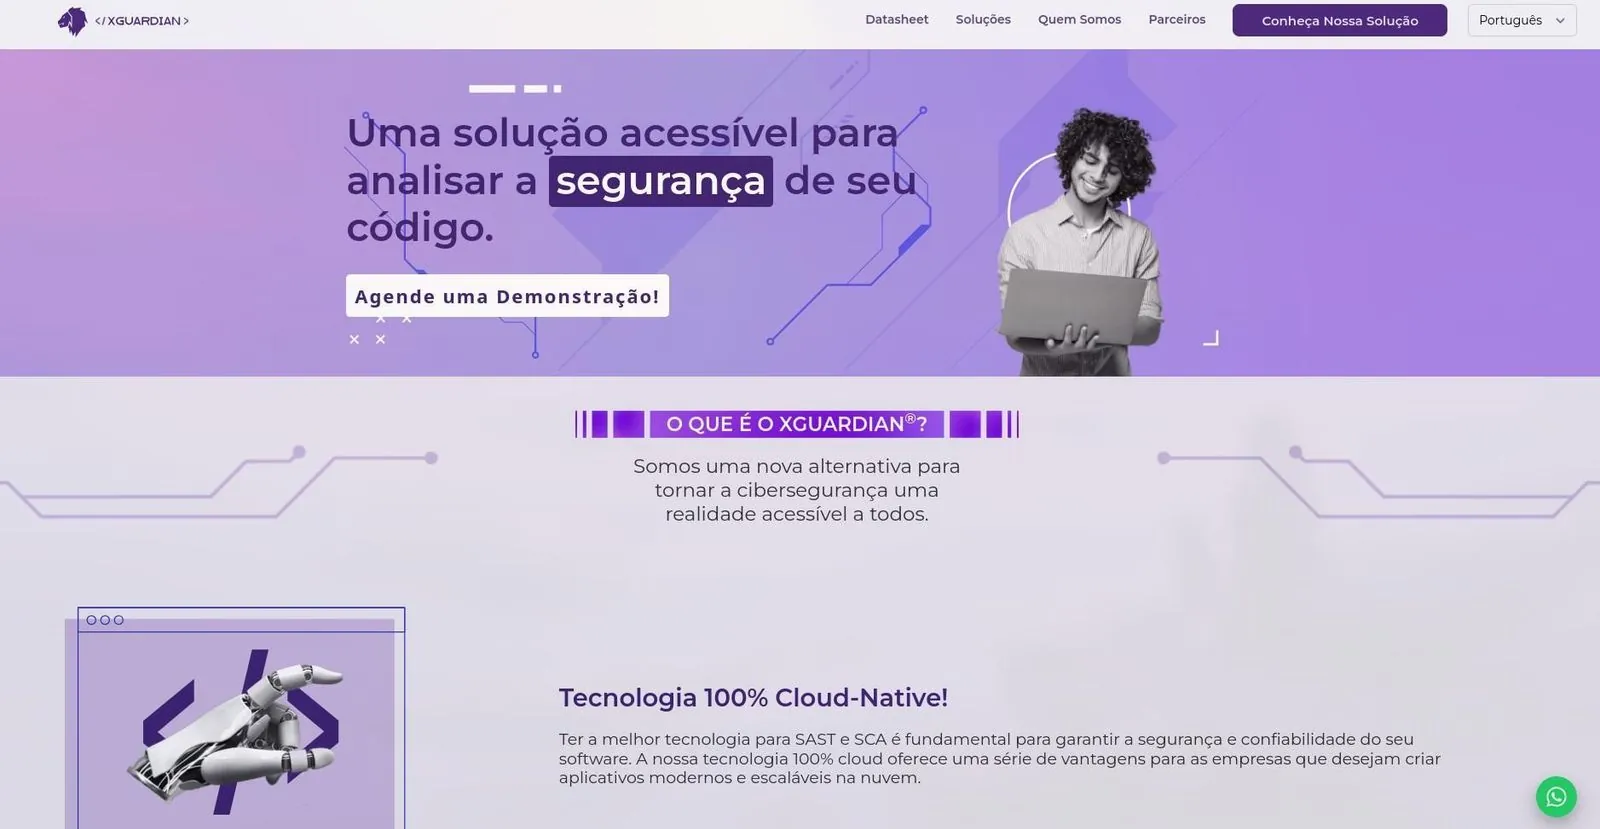 </XGUARDIAN>
Datasheet
Soluções
Quem Somos
Parceiros
Conheça Nossa Solução
Português
Uma solução acessível para
analisar a segurança de seu
código.
Agende uma Demonstração!
O QUE É O XGUARDIAN®?
Somos uma nova alternativa para
tornar a cibersegurança uma
realidade acessível a todos.
Tecnologia 100% Cloud-Native!
Ter a melhor tecnologia para SAST e SCA é fundamental para garantir a segurança e confiabilidade do seu
software. A nossa tecnologia 100% cloud oferece uma série de vantagens para as empresas que desejam criar
aplicativos modernos e escaláveis na nuvem.